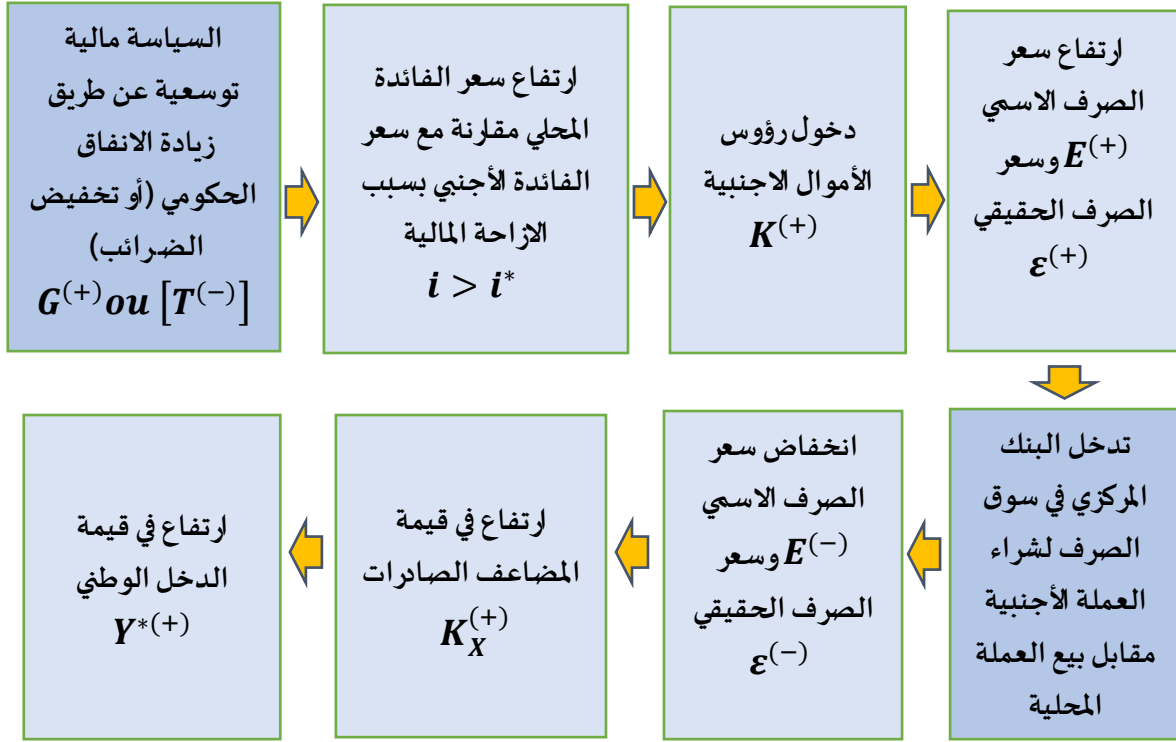 السياسة مالية
توسعية عن طريق
زيادة الانفاق
الحكومي (أو تخفيض
الضرائب)
G^(+) ou [T^(−)]
ارتفاع سعر الفائدة
المحلي مقارنة مع سعر
الفائدة الأجنبي بسبب
الازاحة المالية
i > i*
دخول رؤوس
الأموال الاجنبية
K^(+)
ارتفاع سعر
الصرف الاسمي
E^(+) وسعر
الصرف الحقيقي
ε^(+)
تدخل البنك
المركزي في سوق
الصرف لشراء
العملة الأجنبية
مقابل بيع العملة
المحلية
انخفاض سعر
الصرف الاسمي
E^(−) وسعر
الصرف الحقيقي
ε^(−)
ارتفاع في قيمة
المضاعف الصادرات
K_X^(+)
ارتفاع في قيمة
الدخل الوطني
Y*^(+)